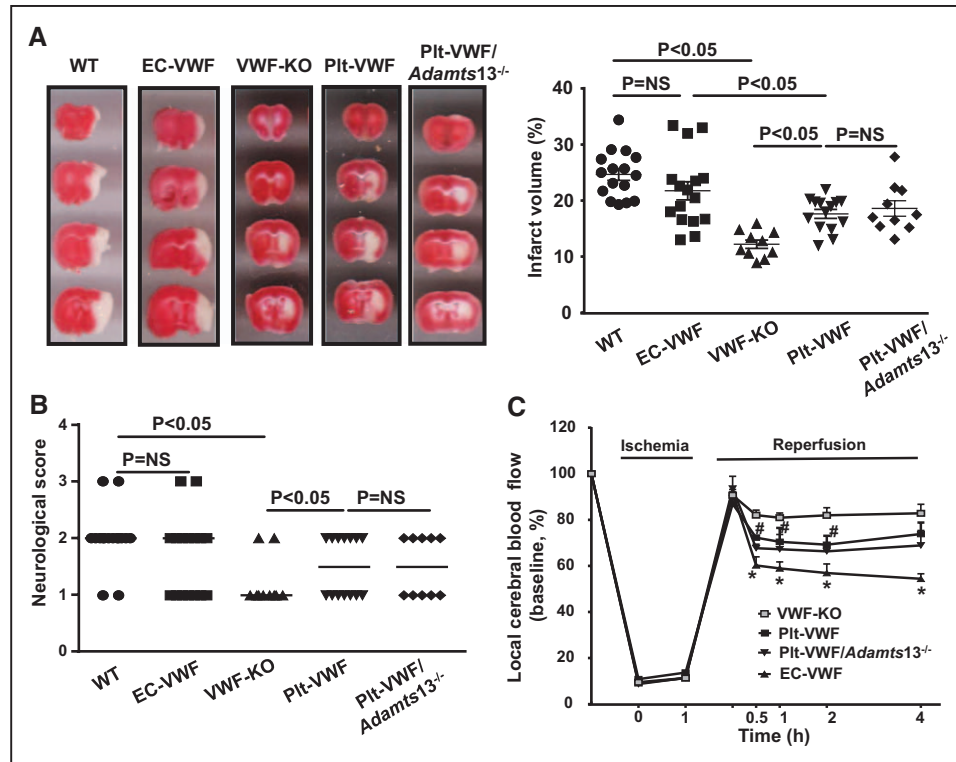 A
WT
EC-VWF
VWF-KO
Plt-VWF
Plt-VWF/
Adamts13-/-
P<0.05
P=NS
P<0.05
P<0.05
P=NS
Infarct volume (%)
40
30
20
10
0
WT
EC-VWF
VWF-KO
Plt-VWF
Plt-VWF/
Adamts13-/-
B
P<0.05
P=NS
P<0.05
P=NS
Neurological score
4
3
2
1
0
WT
EC-VWF
VWF-KO
Plt-VWF
Plt-VWF/
Adamts13-/-
C
Local cerebral blood flow
(baseline, %)
120
100
80
60
40
20
0
Ischemia
Reperfusion
# # #
* * * *
VWF-KO
Plt-VWF
Plt-VWF/Adamts13-/-
EC-VWF
0 1 0.5 1 2 4
Time (h)